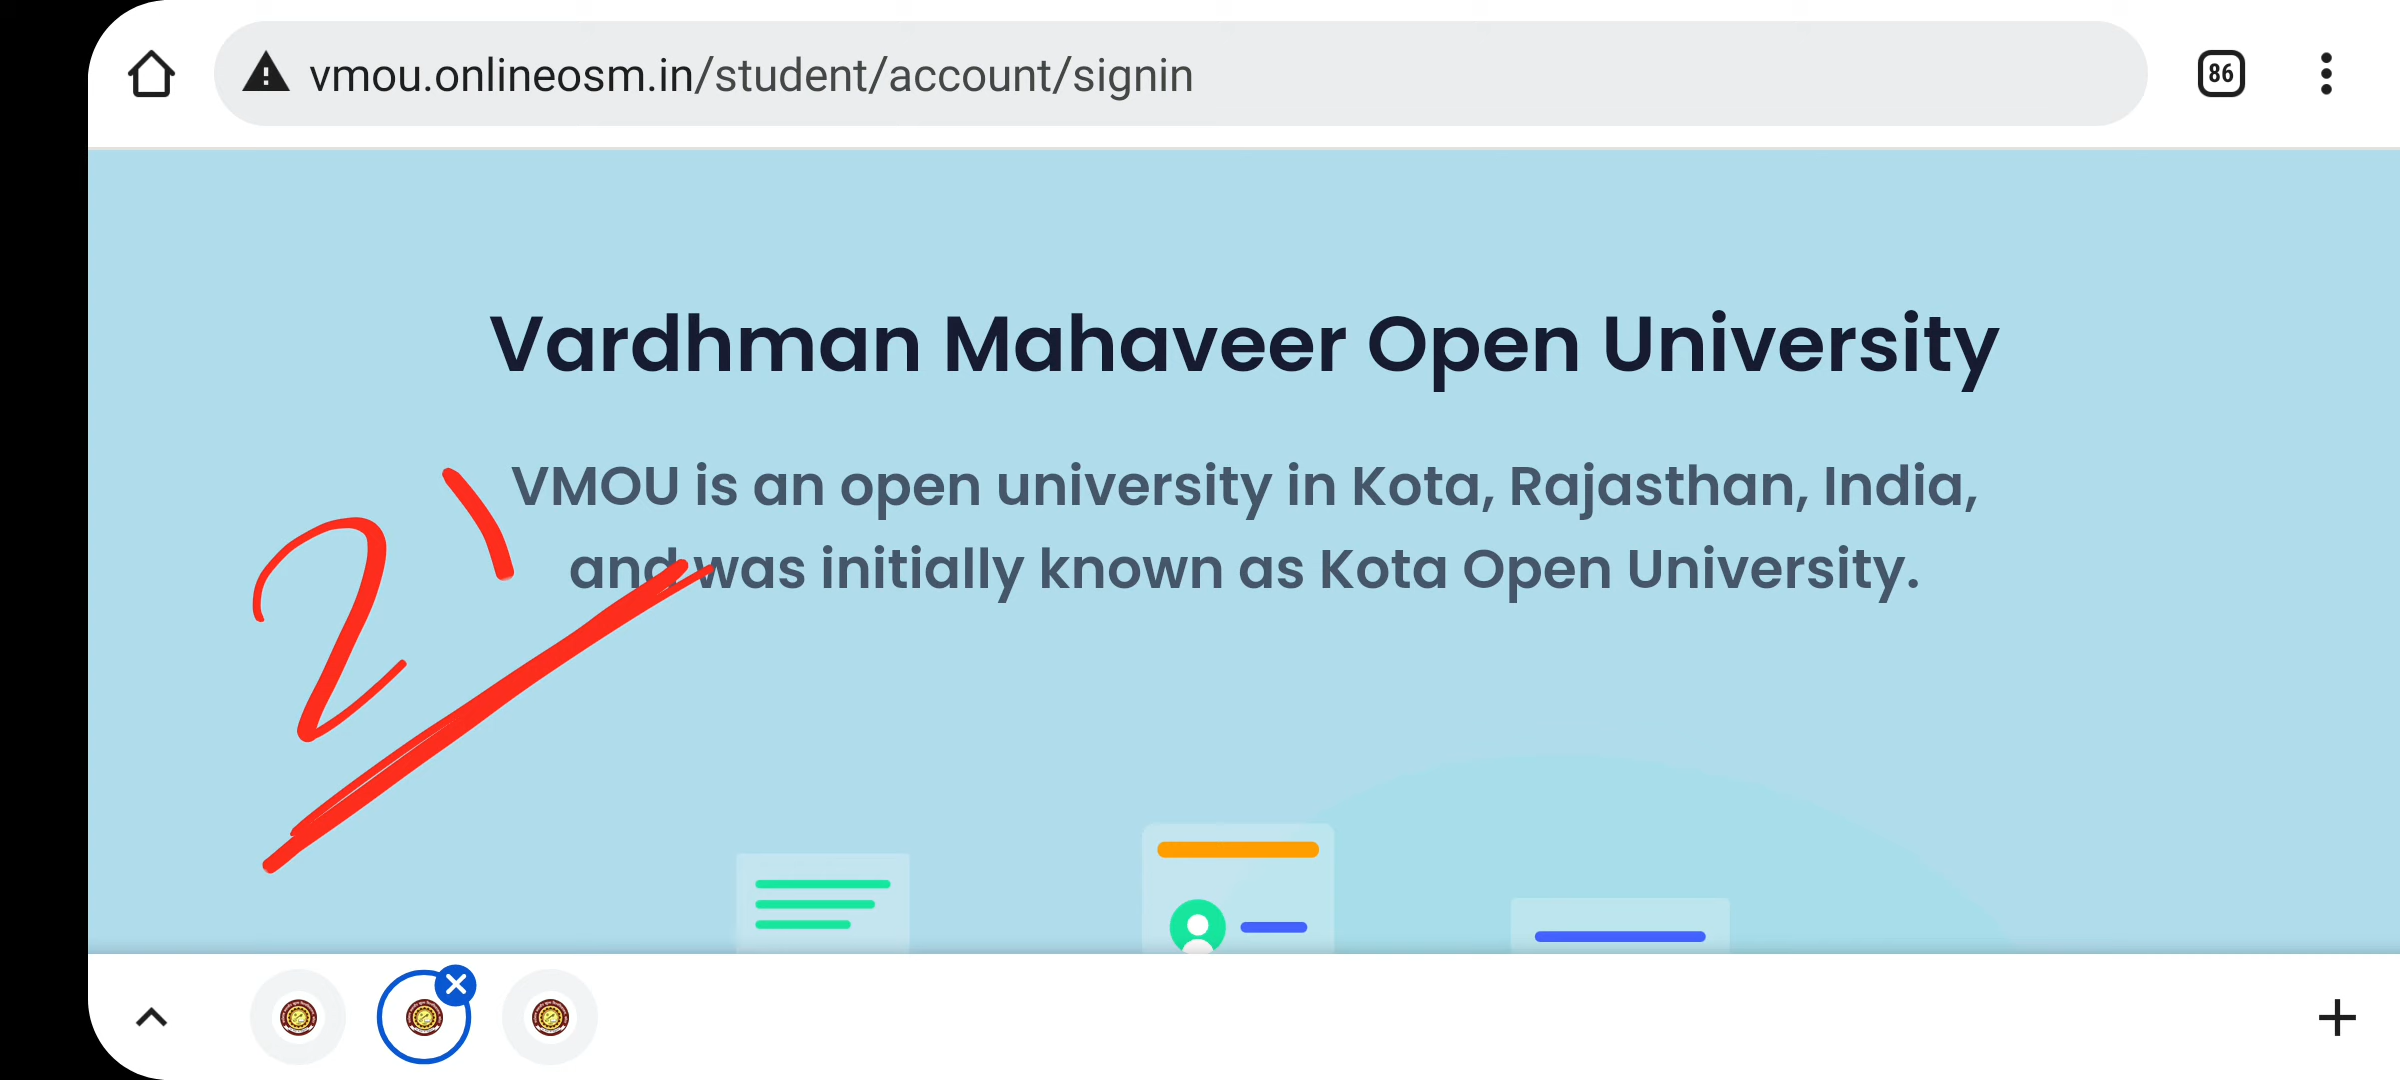 vmou.onlineosm.in/student/account/signin
86
Vardhman Mahaveer Open University
VMOU is an open university in Kota, Rajasthan, India,
and was initially known as Kota Open University.
21